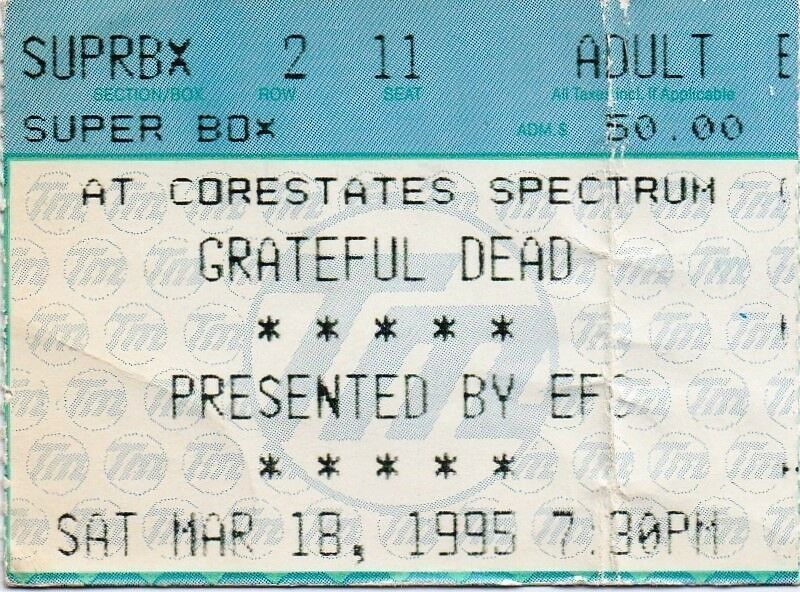 SUPRBX 2 11 ADULT
SECTION/BOX ROW SEAT All Taxes Incl. If Applicable
SUPER BOX ADM $ 50.00
AT CORESTATES SPECTRUM
GRATEFUL DEAD
* * * * *
PRESENTED BY EFS
* * * * *
SAT MAR 18, 1995 7:30PM